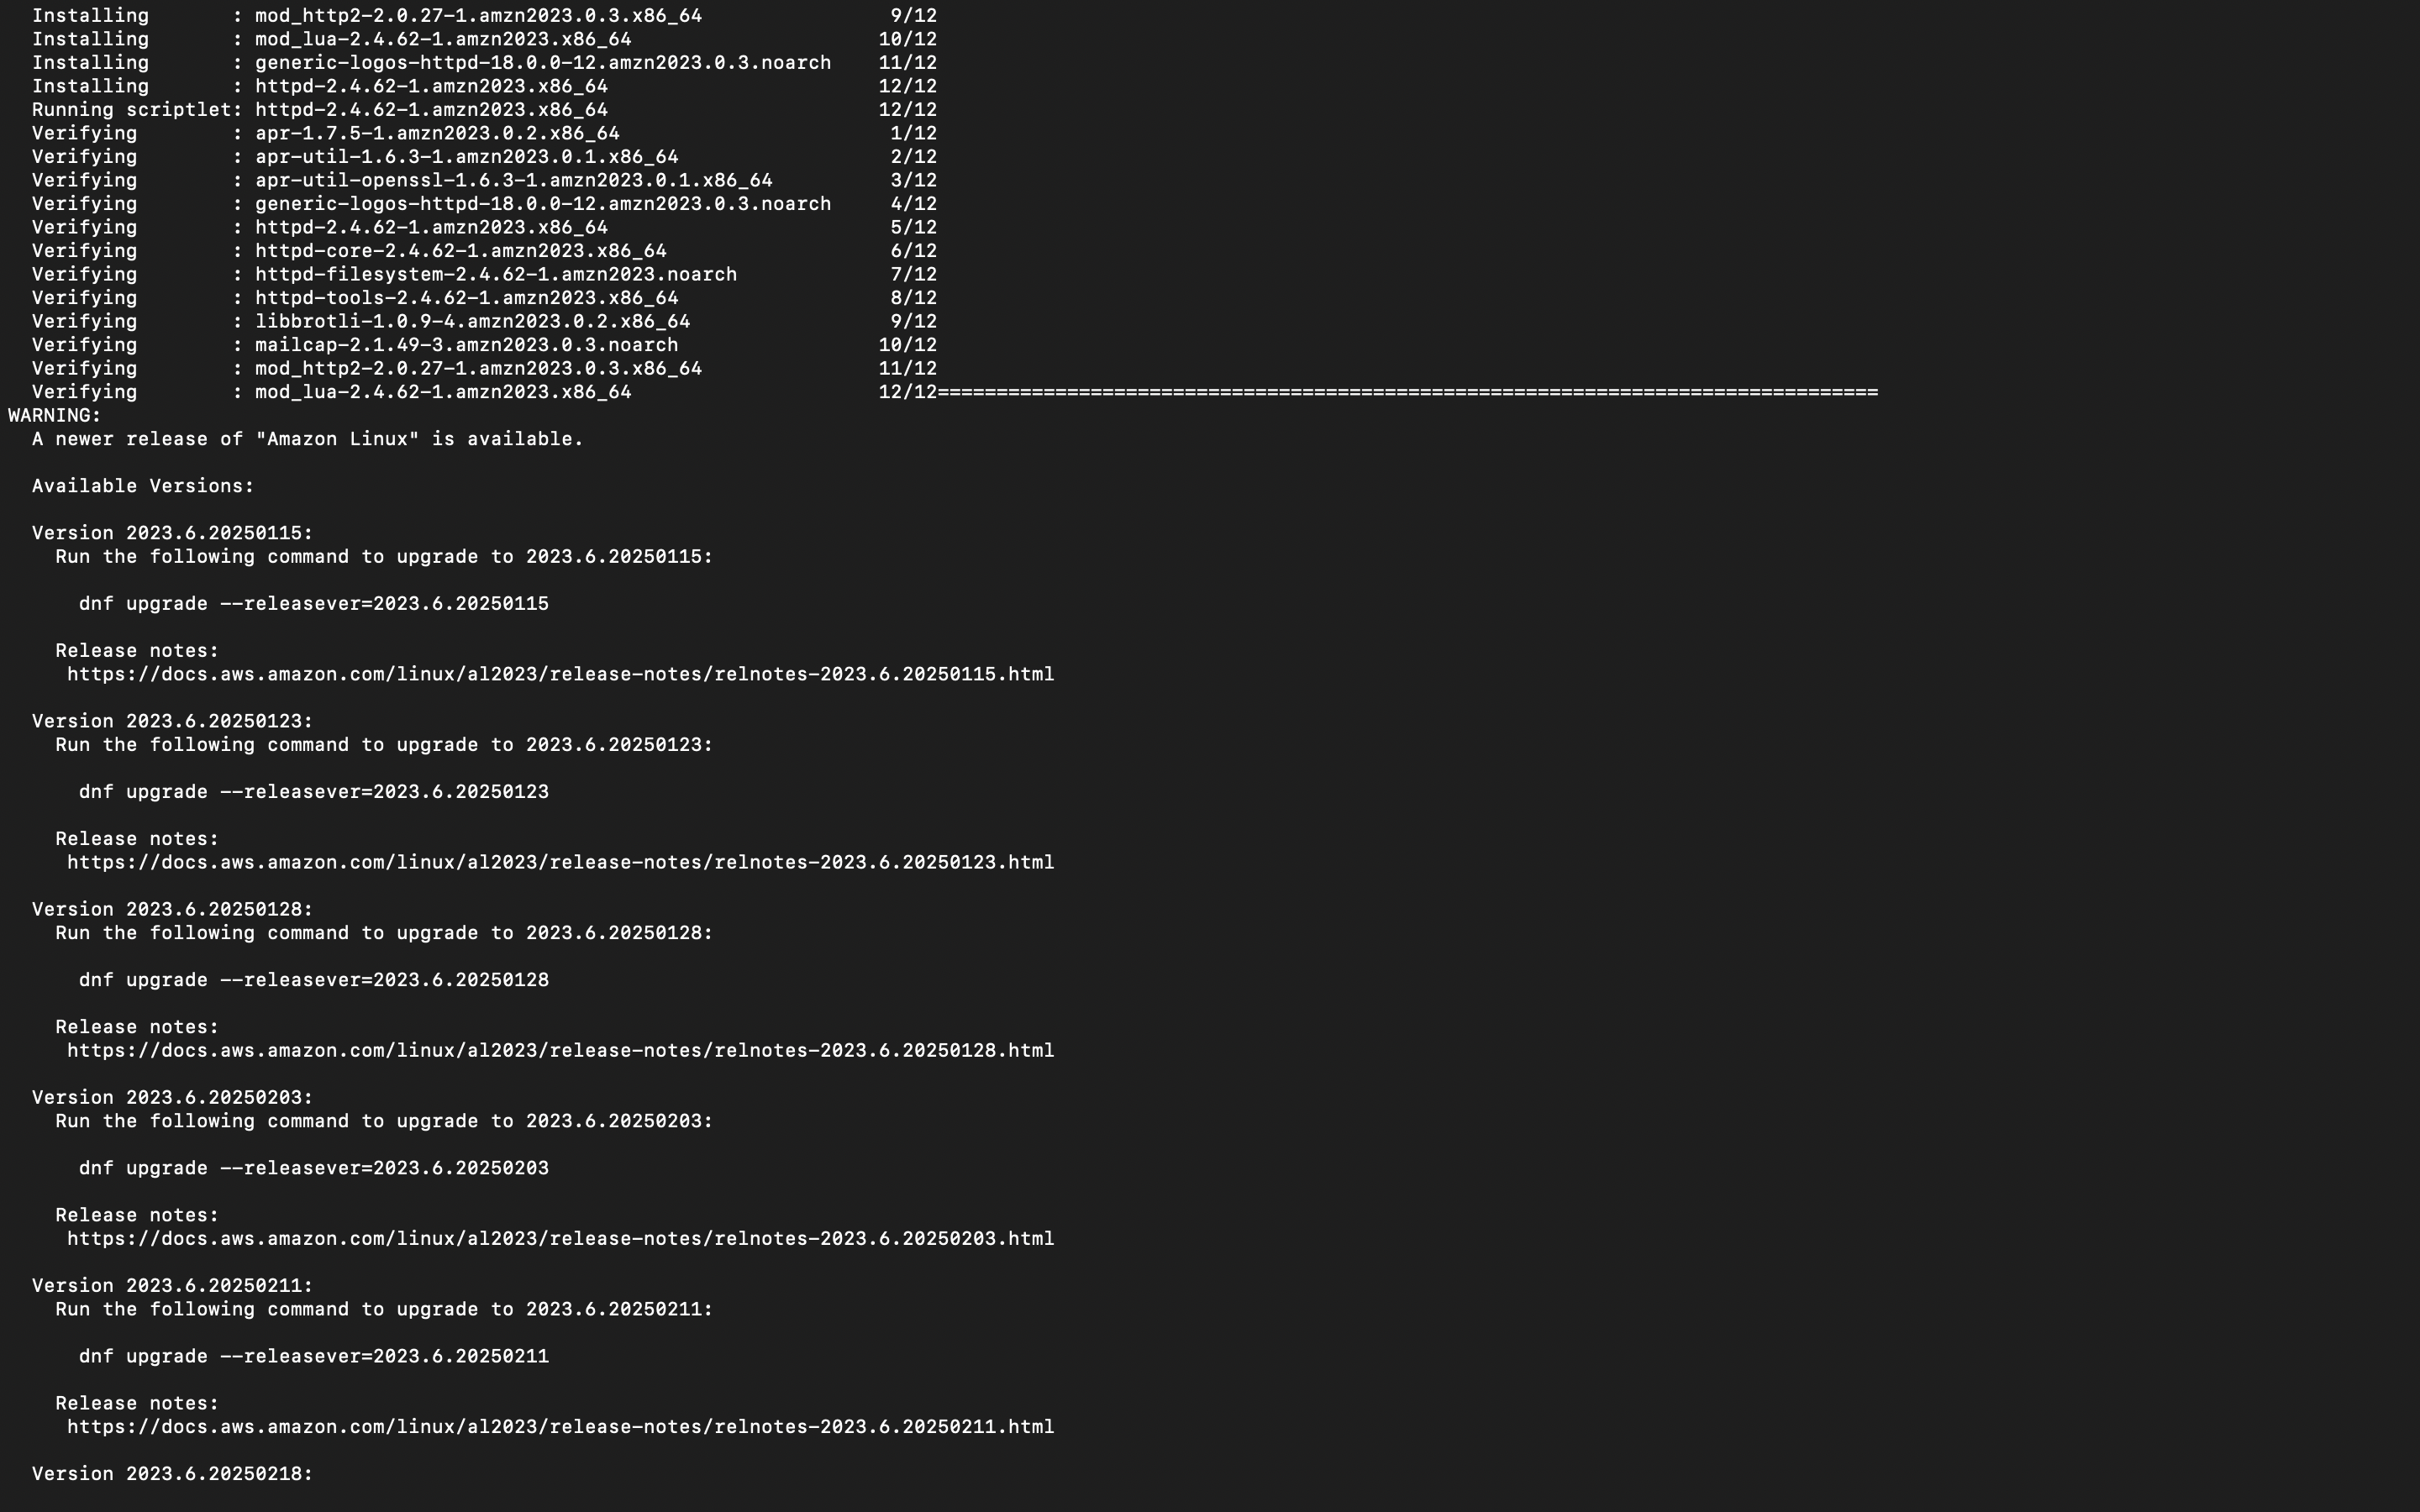 Installing       : mod_http2-2.0.27-1.amzn2023.0.3.x86_64                9/12
Installing       : mod_lua-2.4.62-1.amzn2023.x86_64                     10/12
Installing       : generic-logos-httpd-18.0.0-12.amzn2023.0.3.noarch    11/12
Installing       : httpd-2.4.62-1.amzn2023.x86_64                       12/12
Running scriptlet: httpd-2.4.62-1.amzn2023.x86_64                       12/12
Verifying        : apr-1.7.5-1.amzn2023.0.2.x86_64                       1/12
Verifying        : apr-util-1.6.3-1.amzn2023.0.1.x86_64                  2/12
Verifying        : apr-util-openssl-1.6.3-1.amzn2023.0.1.x86_64          3/12
Verifying        : generic-logos-httpd-18.0.0-12.amzn2023.0.3.noarch     4/12
Verifying        : httpd-2.4.62-1.amzn2023.x86_64                        5/12
Verifying        : httpd-core-2.4.62-1.amzn2023.x86_64                   6/12
Verifying        : httpd-filesystem-2.4.62-1.amzn2023.noarch             7/12
Verifying        : httpd-tools-2.4.62-1.amzn2023.x86_64                  8/12
Verifying        : libbrotli-1.0.9-4.amzn2023.0.2.x86_64                 9/12
Verifying        : mailcap-2.1.49-3.amzn2023.0.3.noarch                 10/12
Verifying        : mod_http2-2.0.27-1.amzn2023.0.3.x86_64               11/12
Verifying        : mod_lua-2.4.62-1.amzn2023.x86_64                     12/12================================================================================
WARNING:
A newer release of "Amazon Linux" is available.
Available Versions:
Version 2023.6.20250115:
Run the following command to upgrade to 2023.6.20250115:
dnf upgrade --releasever=2023.6.20250115
Release notes:
https://docs.aws.amazon.com/linux/al2023/release-notes/relnotes-2023.6.20250115.html
Version 2023.6.20250123:
Run the following command to upgrade to 2023.6.20250123:
dnf upgrade --releasever=2023.6.20250123
Release notes:
https://docs.aws.amazon.com/linux/al2023/release-notes/relnotes-2023.6.20250123.html
Version 2023.6.20250128:
Run the following command to upgrade to 2023.6.20250128:
dnf upgrade --releasever=2023.6.20250128
Release notes:
https://docs.aws.amazon.com/linux/al2023/release-notes/relnotes-2023.6.20250128.html
Version 2023.6.20250203:
Run the following command to upgrade to 2023.6.20250203:
dnf upgrade --releasever=2023.6.20250203
Release notes:
https://docs.aws.amazon.com/linux/al2023/release-notes/relnotes-2023.6.20250203.html
Version 2023.6.20250211:
Run the following command to upgrade to 2023.6.20250211:
dnf upgrade --releasever=2023.6.20250211
Release notes:
https://docs.aws.amazon.com/linux/al2023/release-notes/relnotes-2023.6.20250211.html
Version 2023.6.20250218: